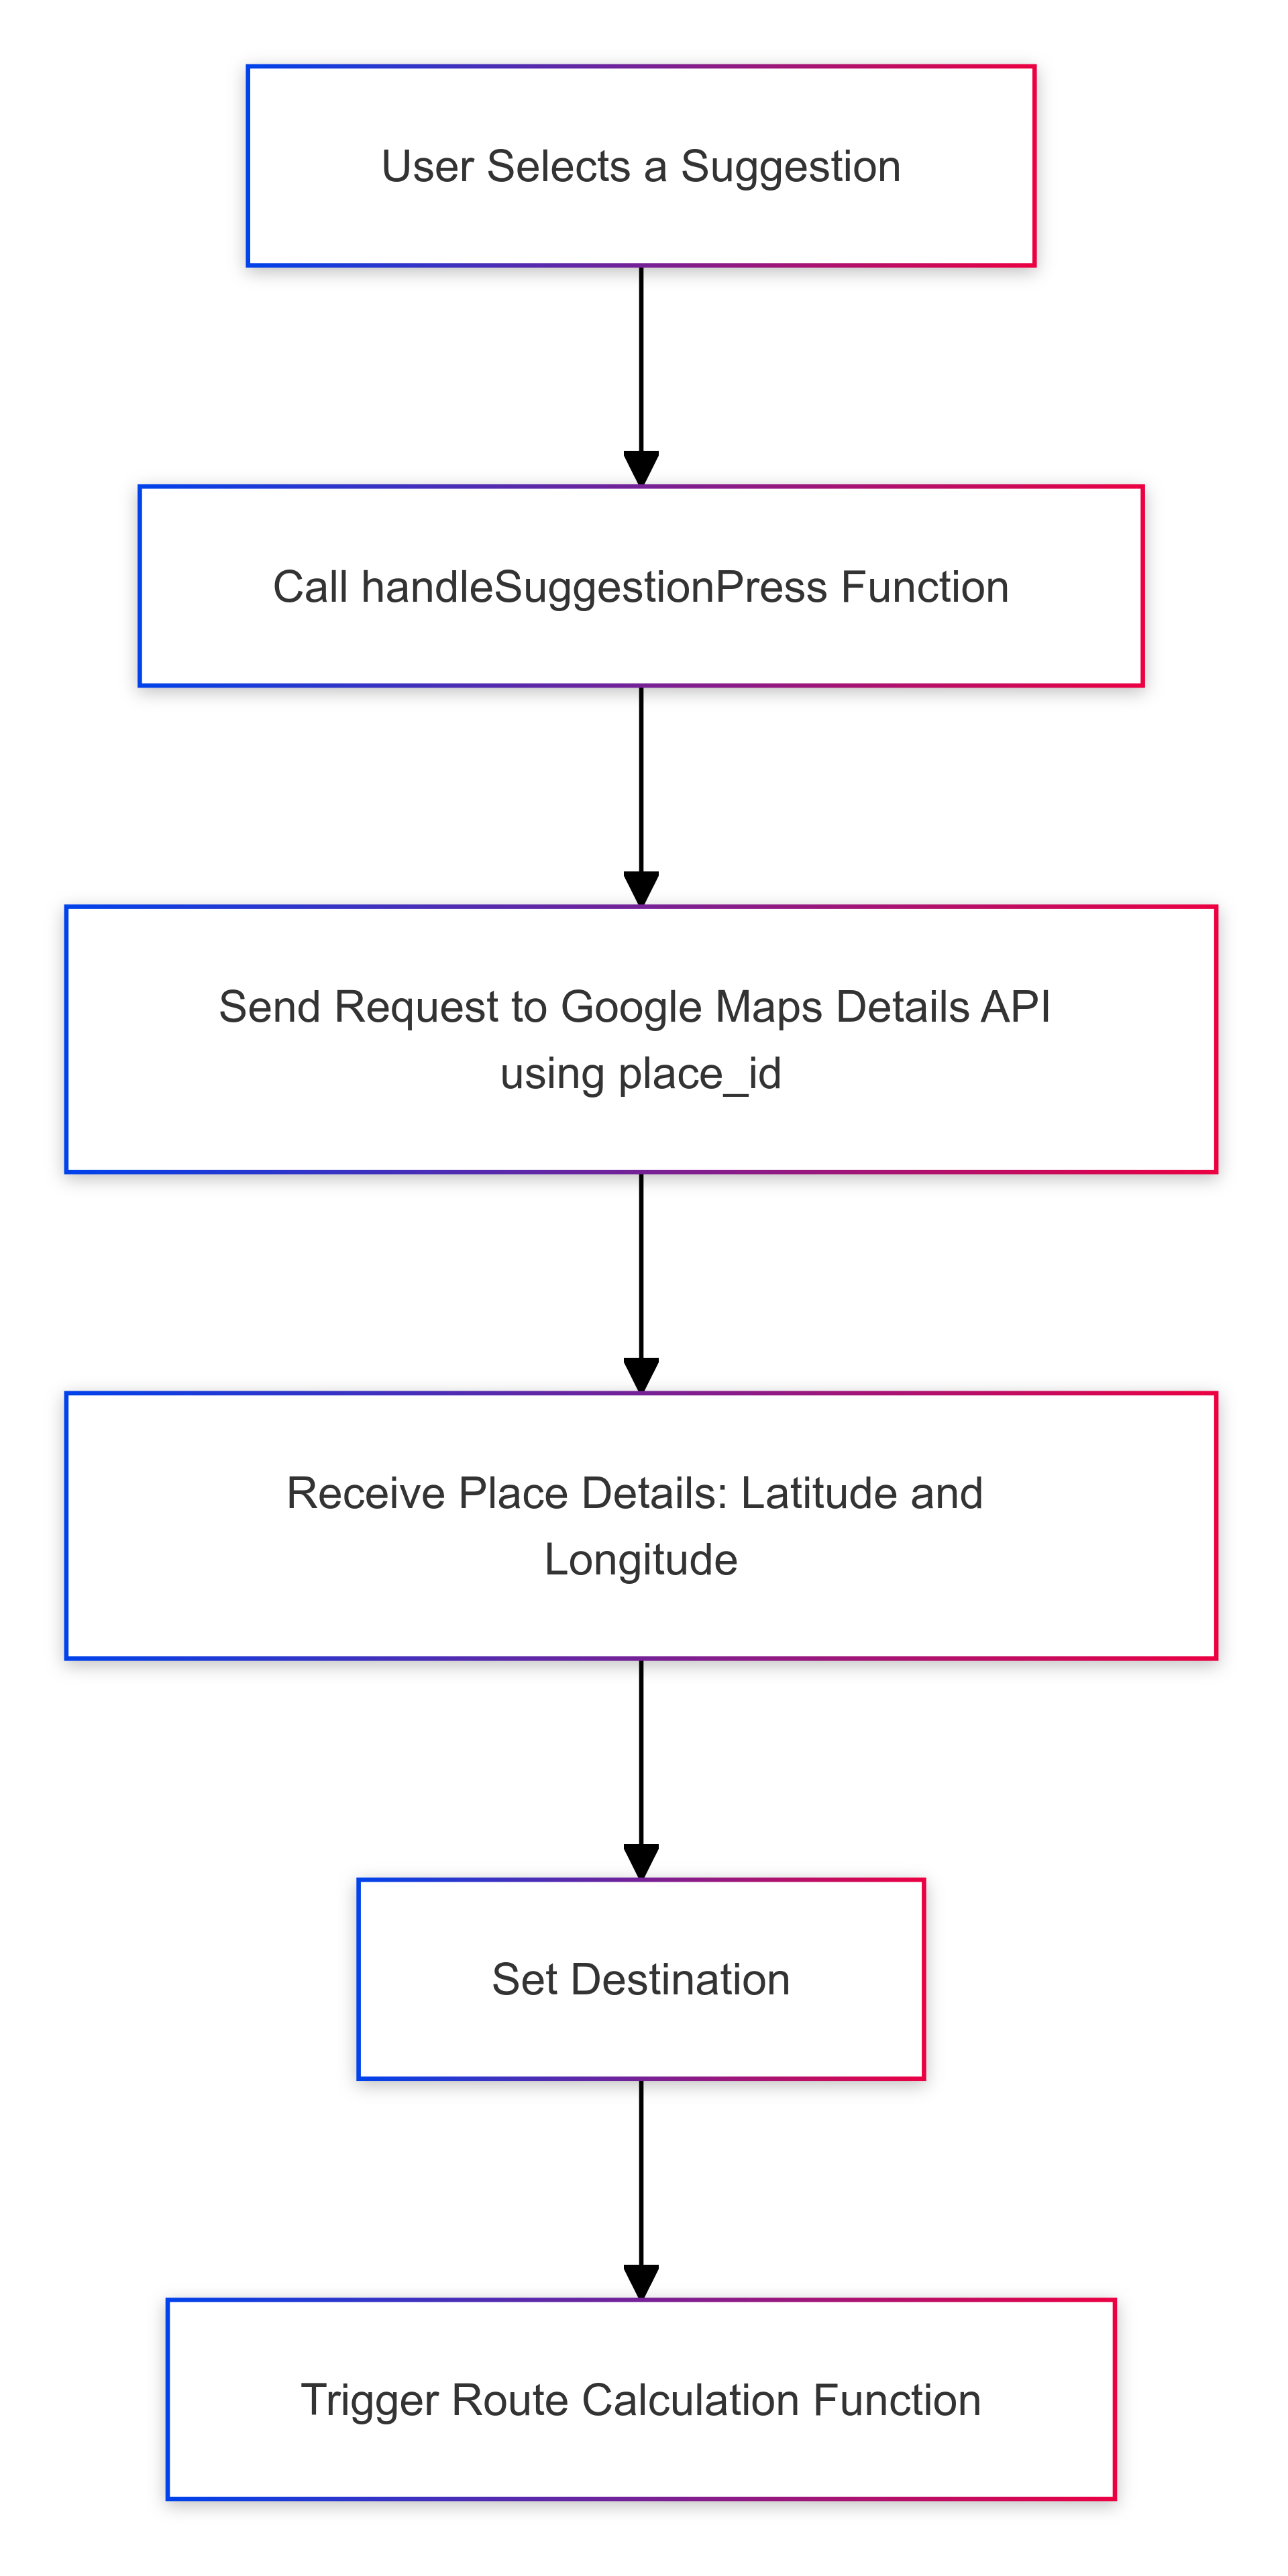 User Selects a Suggestion
Call handleSuggestionPress Function
Send Request to Google Maps Details API
using place_id
Receive Place Details: Latitude and
Longitude
Set Destination
Trigger Route Calculation Function